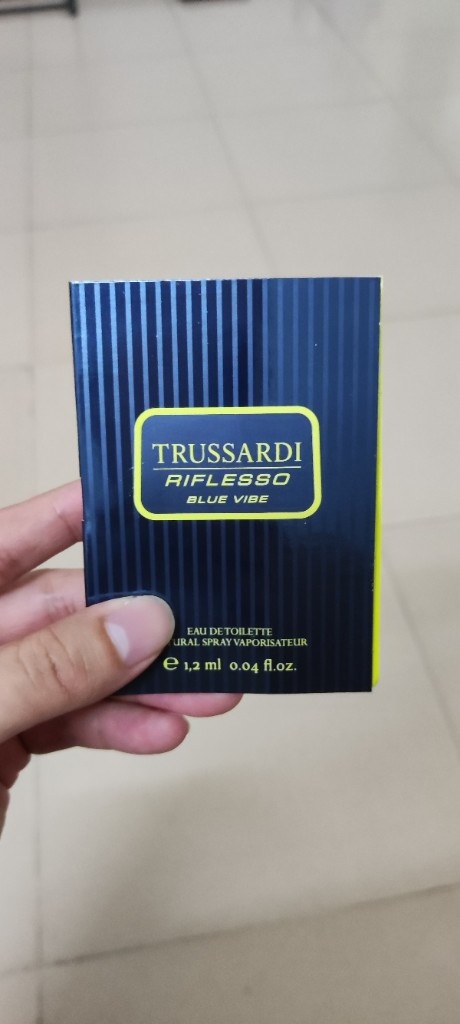 TRUSSARDI
RIFLESSO
BLUE VIBE
EAU DE TOILETTE
SPRAY VAPORISATEUR
℮ 1,2 ml 0.04 fl.oz.